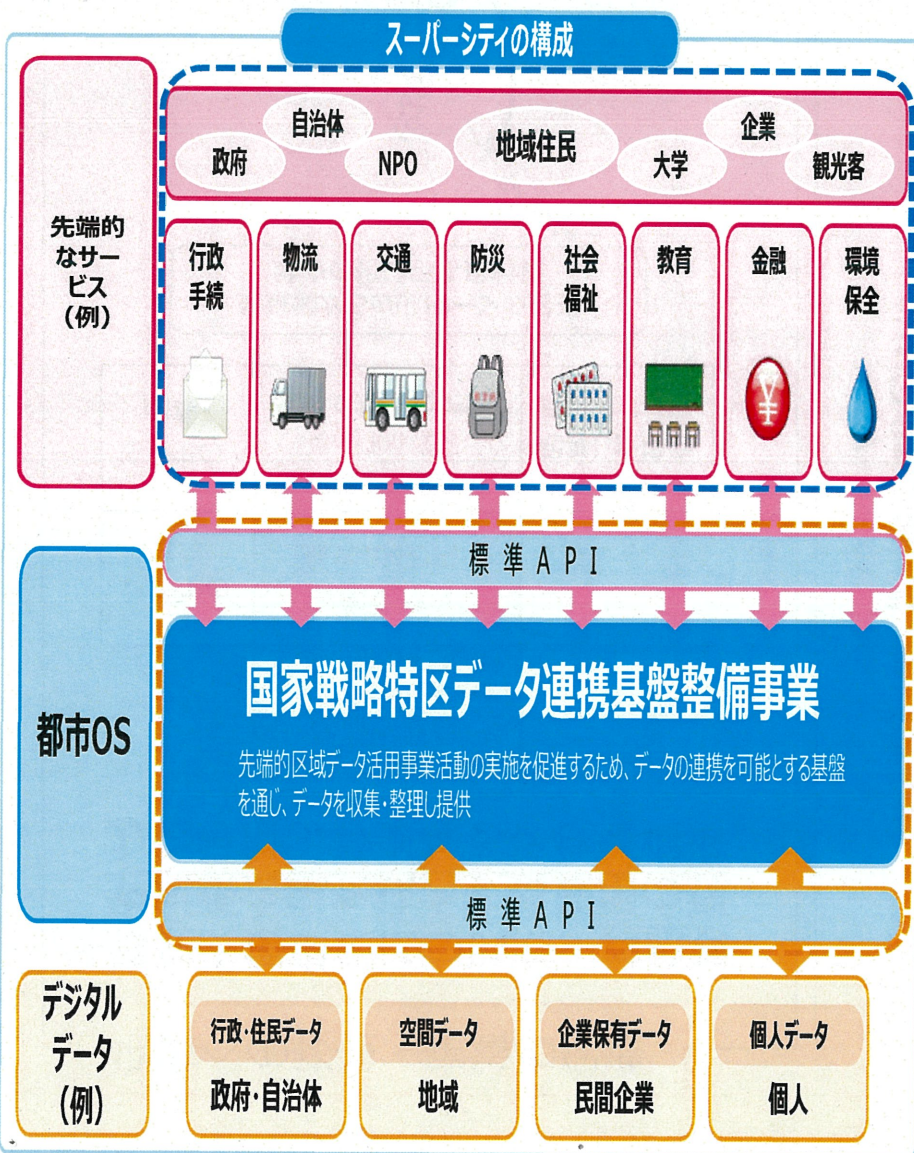 スーパーシティの構成
先端的
なサー
ビス
（例）
政府
自治体
NPO
地域住民
大学
企業
観光客
行政
手続
物流
交通
防災
社会
福祉
教育
金融
環境
保全
標準API
都市OS
国家戦略特区データ連携基盤整備事業
先端的区域データ活用事業活動の実施を促進するため、データの連携を可能とする基盤
を通じ、データを収集・整理し提供
標準API
デジタル
データ
（例）
行政・住民データ
政府・自治体
空間データ
地域
企業保有データ
民間企業
個人データ
個人